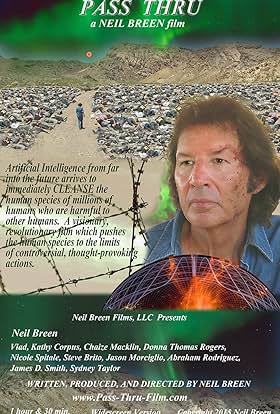 PASS THRU
a NEIL BREEN film
Artificial Intelligence from far
into the future arrives to
immediately CLEANSE the
human species of millions of
humans who are harmful to
other humans. A visionary,
revolutionary film which pushes
the human species to the limits
of controversial, thought-provoking
actions.
Neil Breen Films, LLC Presents
Neil Breen
Vlad, Kathy Corpus, Chaize Macklin, Donna Thomas Rogers,
Nicole Spitale, Steve Brito, Jason Morciglio, Abraham Rodriguez,
James D. Smith, Sydney Taylor
WRITTEN, PRODUCED, AND DIRECTED BY NEIL BREEN
www.Pass-Thru-Film.com
1 hour & 30 min. Widescreen Version Copyright 2015 Neil Breen